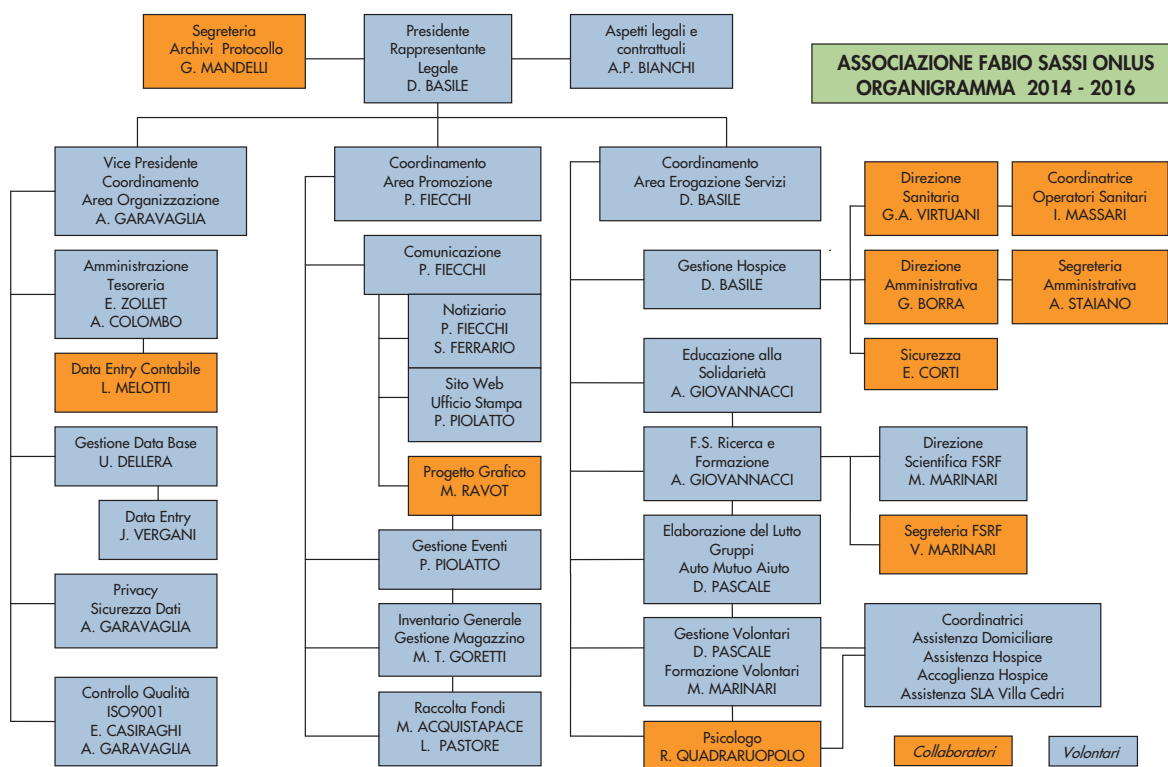 Segreteria
Archivi Protocollo
G. MANDELLI
Presidente
Rappresentante
Legale
D. BASILE
Aspetti legali e
contrattuali
A.P. BIANCHI
ASSOCIAZIONE FABIO SASSI ONLUS
ORGANIGRAMMA 2014 - 2016
Vice Presidente
Coordinamento
Area Organizzazione
A. GARAVAGLIA
Amministrazione
Tesoreria
E. ZOLLET
A. COLOMBO
Data Entry Contabile
L. MELOTTI
Gestione Data Base
U. DELLERA
Data Entry
J. VERGANI
Privacy
Sicurezza Dati
A. GARAVAGLIA
Controllo Qualità
ISO9001
E. CASIRAGHI
A. GARAVAGLIA
Coordinamento
Area Promozione
P. FIECCHI
Comunicazione
P. FIECCHI
Notiziario
P. FIECCHI
S. FERRARIO
Sito Web
Ufficio Stampa
P. PIOLATTO
Progetto Grafico
M. RAVOT
Gestione Eventi
P. PIOLATTO
Inventario Generale
Gestione Magazzino
M. T. GORETTI
Raccolta Fondi
M. ACQUISTAPACE
L. PASTORE
Coordinamento
Area Erogazione Servizi
D. BASILE
Gestione Hospice
D. BASILE
Educazione alla
Solidarietà
A. GIOVANNACCI
F.S. Ricerca e
Formazione
A. GIOVANNACCI
Elaborazione del Lutto
Gruppi
Auto Mutuo Aiuto
D. PASCALE
Gestione Volontari
D. PASCALE
Formazione Volontari
M. MARINARI
Psicologo
R. QUADRARUOPOLO
Direzione
Sanitaria
G.A. VIRTUANI
Coordinatrice
Operatori Sanitari
I. MASSARI
Direzione
Amministrativa
G. BORRA
Segreteria
Amministrativa
A. STAIANO
Sicurezza
E. CORTI
Direzione
Scientifica FSRF
M. MARINARI
Segreteria FSRF
V. MARINARI
Coordinatrici
Assistenza Domiciliare
Assistenza Hospice
Accoglienza Hospice
Assistenza SLA Villa Cedri
Collaboratori
Volontari